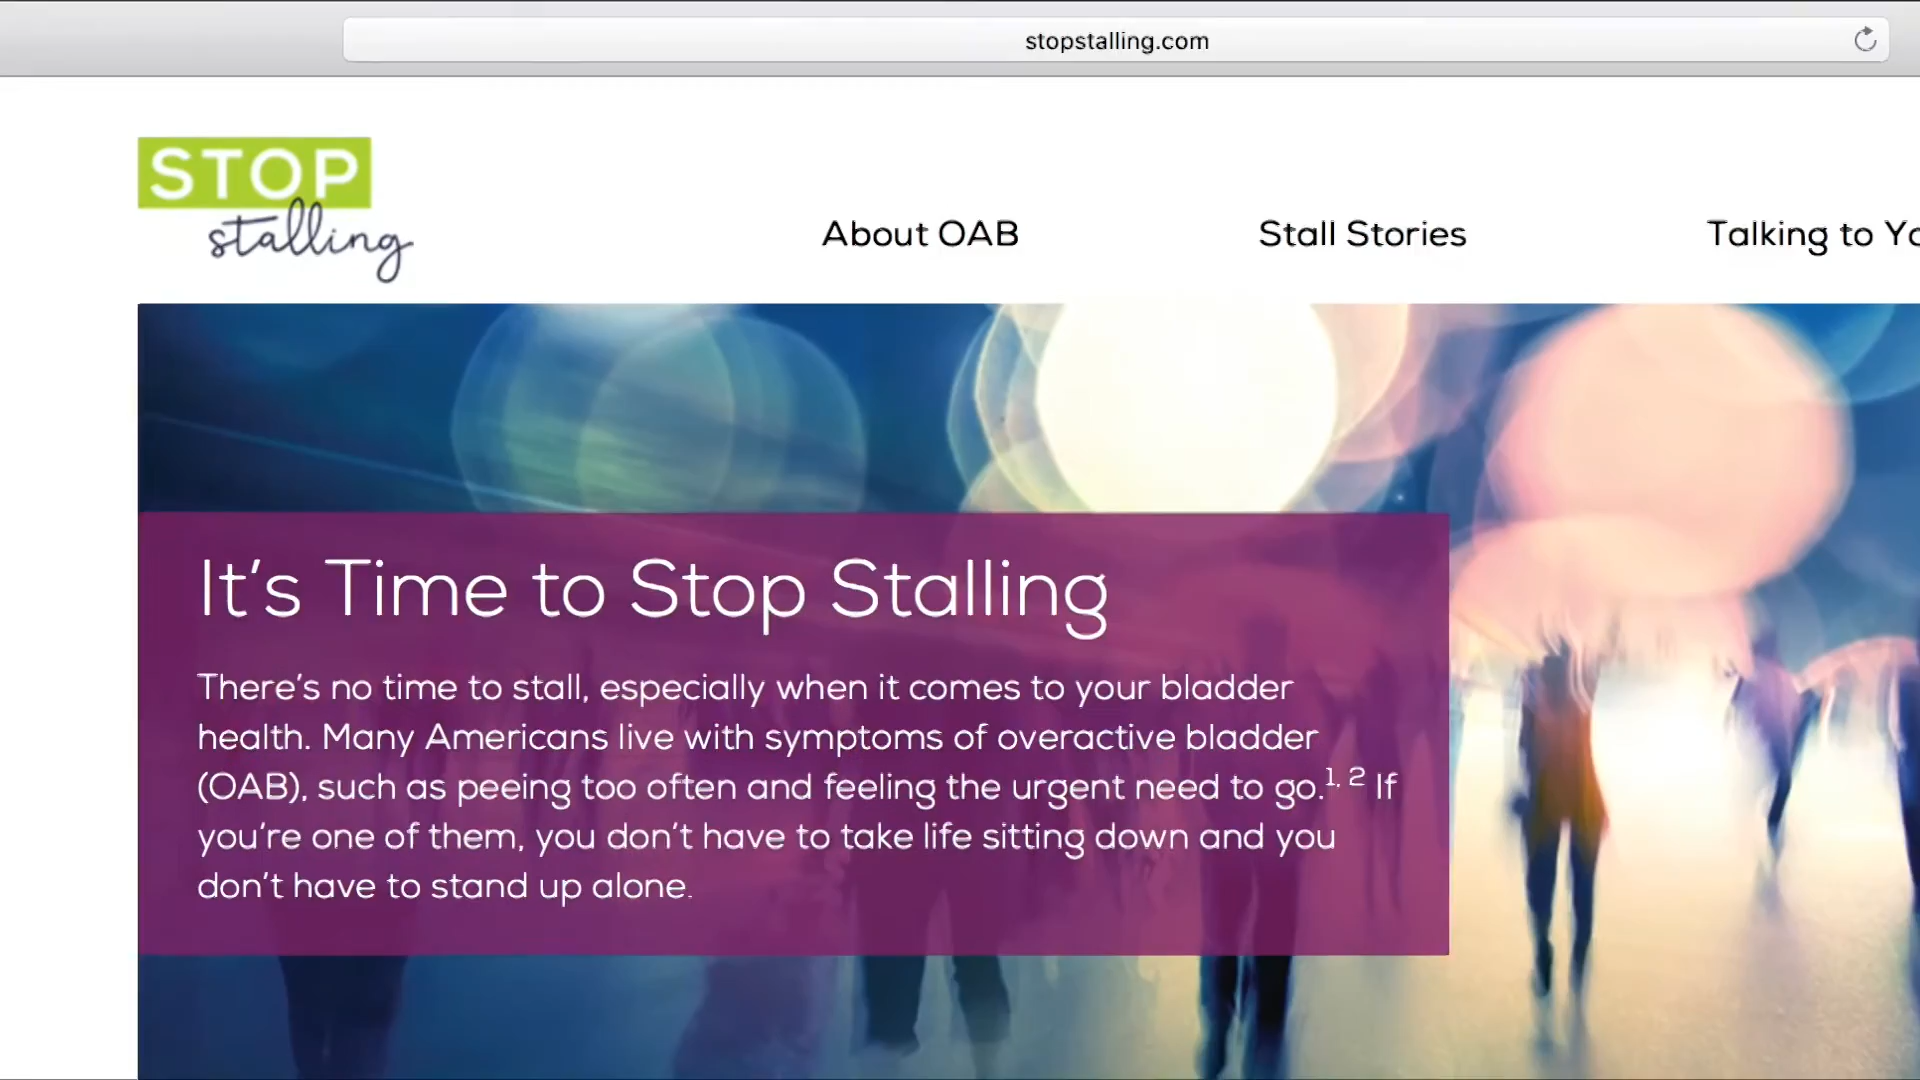 stopstalling.com
STOP
stalling
About OAB
Stall Stories
Talking to Yo
It's Time to Stop Stalling
There's no time to stall, especially when it comes to your bladder
health. Many Americans live with symptoms of overactive bladder
(OAB), such as peeing too often and feeling the urgent need to go.1, 2 If
you're one of them, you don't have to take life sitting down and you
don't have to stand up alone.